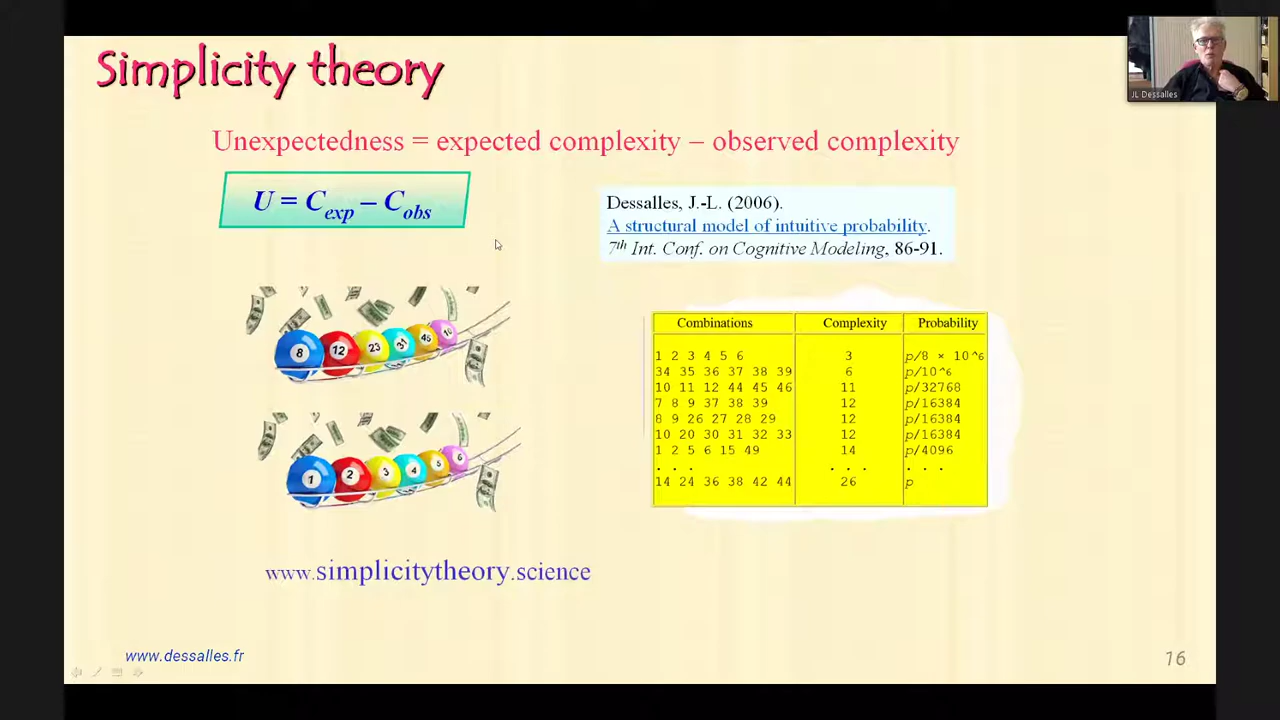 Simplicity theory
JL Dessalles
Unexpectedness = expected complexity – observed complexity
U = Cexp – Cobs
Dessalles, J.-L. (2006).
A structural model of intuitive probability.
7th Int. Conf. on Cognitive Modeling, 86-91.
8 12 23 31 45
1 2 3 4 5 6
Combinations Complexity Probability
1 2 3 4 5 6 3 p/8 × 10^6
34 35 36 37 38 39 6 p/10^6
10 11 12 44 45 46 11 p/32768
7 8 9 37 38 39 12 p/16384
8 9 26 27 28 29 12 p/16384
10 20 30 31 32 33 12 p/16384
1 2 5 6 15 49 14 p/4096
. . . . . . . . .
14 24 36 38 42 44 26 p
www.simplicitytheory.science
www.dessalles.fr
16